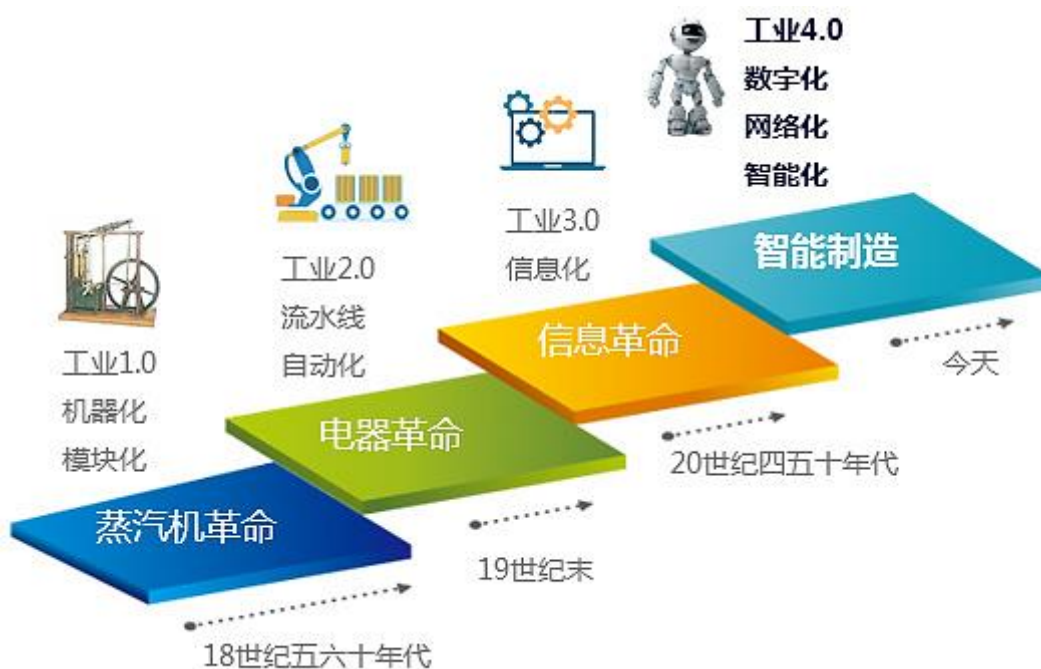 工业4.0
数字化
网络化
智能化
智能制造
今天
工业3.0
信息化
信息革命
20世纪四五十年代
工业2.0
流水线
自动化
电器革命
19世纪末
工业1.0
机器化
模块化
蒸汽机革命
18世纪五六十年代